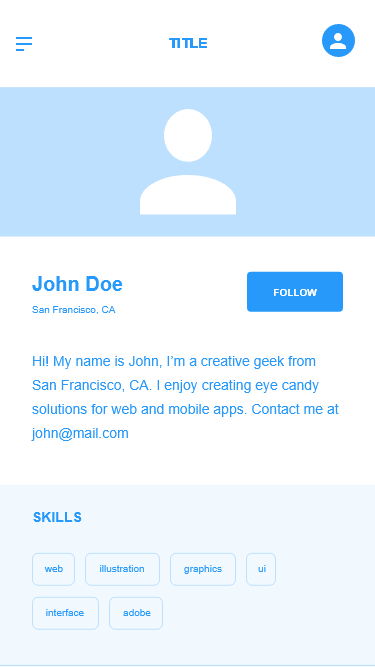 TITLE
John Doe
FOLLOW
San Francisco, CA
Hi! My name is John, I'm a creative geek from
San Francisco, CA. I enjoy creating eye candy
solutions for web and mobile apps. Contact me at
john@mail.com
SKILLS
web illustration graphics ui
interface adobe